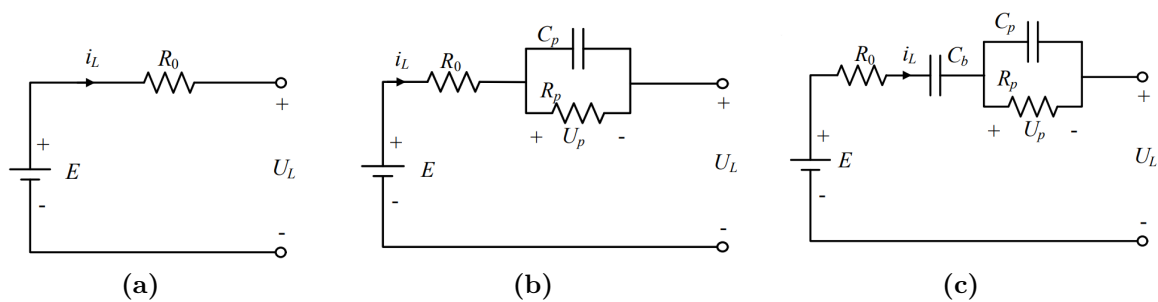 i_L R_0
+
+ E U_L
-
-
(a)
C_p
i_L R_0
R_p
+ U_p -
+
+ E U_L
-
-
(b)
C_p
R_0 i_L C_b
R_p
+ U_p -
+
+ E U_L
-
-
(c)